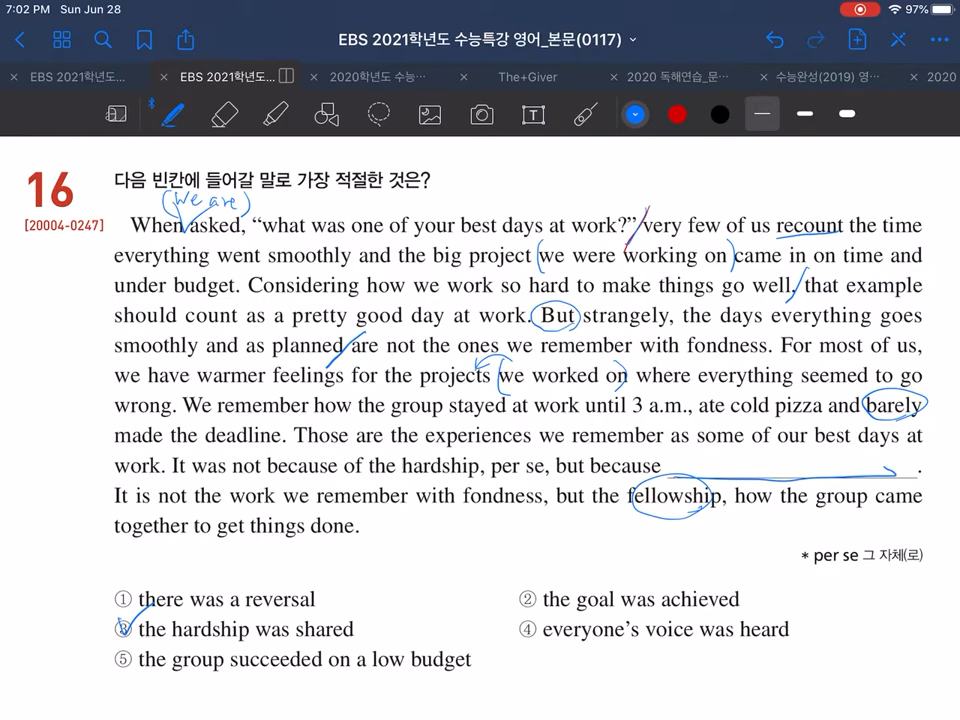 7:02 PM Sun Jun 28
97%
EBS 2021학년도 수능특강 영어_본문(0117)
EBS 2021학년도 수능특강...
EBS 2021학년도...
2020학년도 수능...
The+Giver
2020 독해연습_문...
수능완성(2019) 영...
2020
T
16
[20004-0247]
다음 빈칸에 들어갈 말로 가장 적절한 것은?
(we are)
When asked, “what was one of your best days at work?” very few of us recount the time
everything went smoothly and the big project (we were working on) came in on time and
under budget. Considering how we work so hard to make things go well, that example
should count as a pretty good day at work. But strangely, the days everything goes
smoothly and as planned are not the ones we remember with fondness. For most of us,
we have warmer feelings for the projects (we worked on) where everything seemed to go
wrong. We remember how the group stayed at work until 3 a.m., ate cold pizza and barely
made the deadline. Those are the experiences we remember as some of our best days at
work. It was not because of the hardship, per se, but because ____________________.
It is not the work we remember with fondness, but the fellowship, how the group came
together to get things done.
* per se 그 자체(로)
① there was a reversal
② the goal was achieved
③ the hardship was shared
④ everyone’s voice was heard
⑤ the group succeeded on a low budget